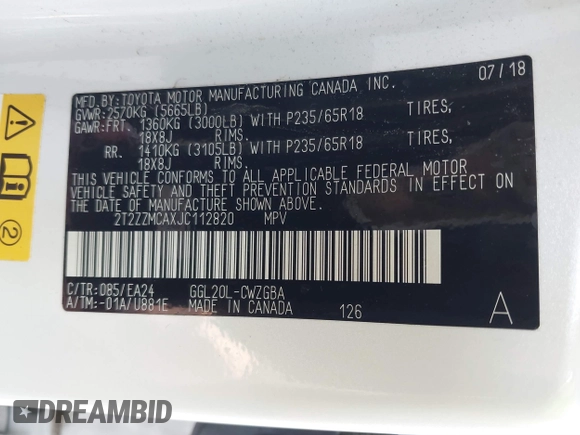 MFD.BY:TOYOTA MOTOR MANUFACTURING CANADA INC. 07/18
GVWR:2570KG (5665LB)
GAWR:FRT. 1360KG (3000LB) WITH P235/65R18 TIRES,
18X8J RIMS.
RR. 1410KG (3105LB) WITH P235/65R18 TIRES,
18X8J RIMS.
THIS VEHICLE CONFORMS TO ALL APPLICABLE FEDERAL MOTOR
VEHICLE SAFETY AND THEFT PREVENTION STANDARDS IN EFFECT ON
THE DATE OF MANUFACTURE SHOWN ABOVE.
2T2ZZMCAXJC112820 MPV
C/TR:085/EA24 GGL20L-CWZGBA
A/TM:-01A/U881E MADE IN CANADA 126 A
2
DREAMBID